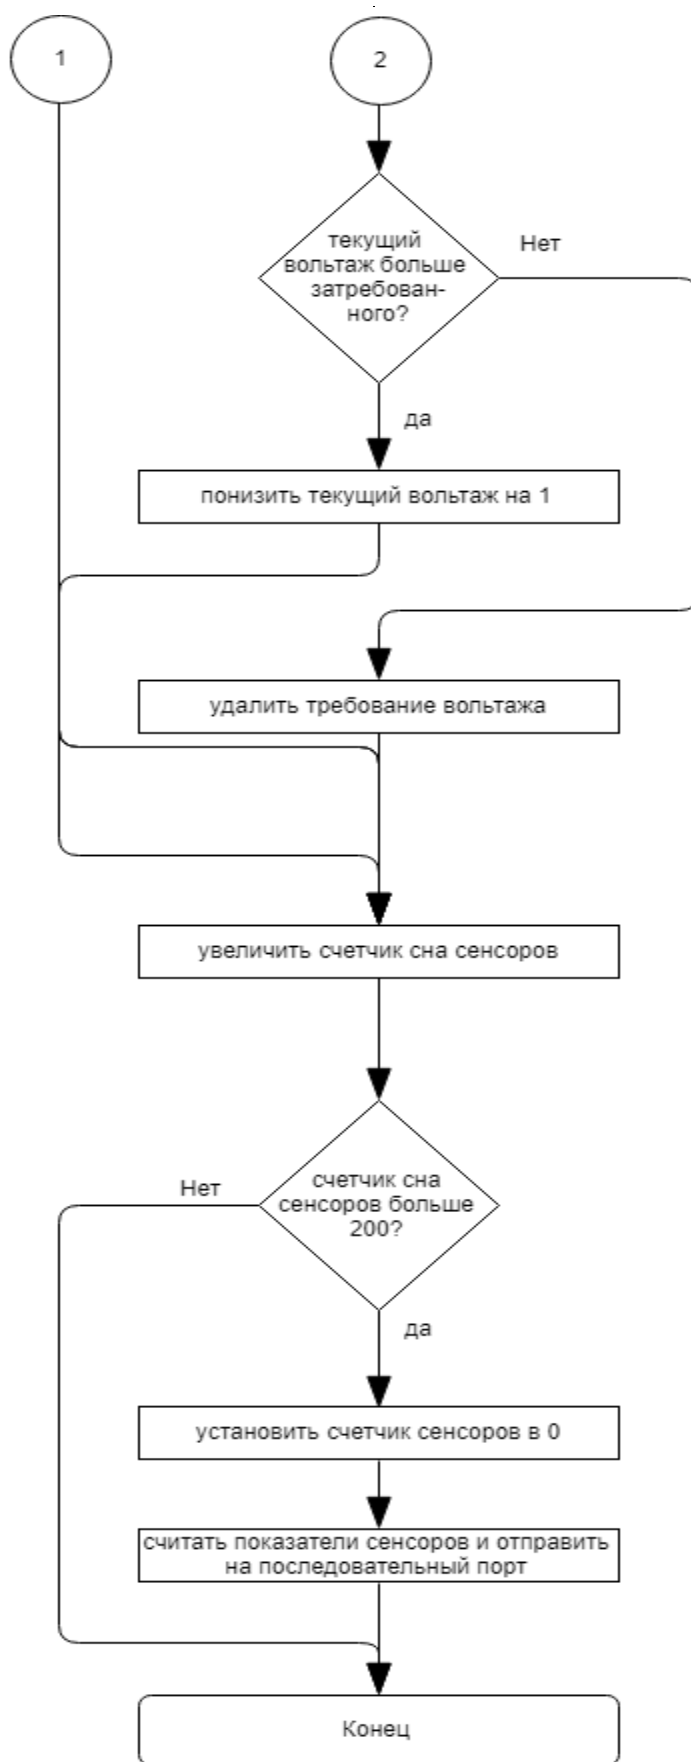 1
2
текущий
вольтаж больше
затребован-
ного?
Нет
да
понизить текущий вольтаж на 1
удалить требование вольтажа
увеличить счетчик сна сенсоров
счетчик сна
сенсоров больше
200?
Нет
да
установить счетчик сенсоров в 0
считать показатели сенсоров и отправить
на последовательный порт
Конец